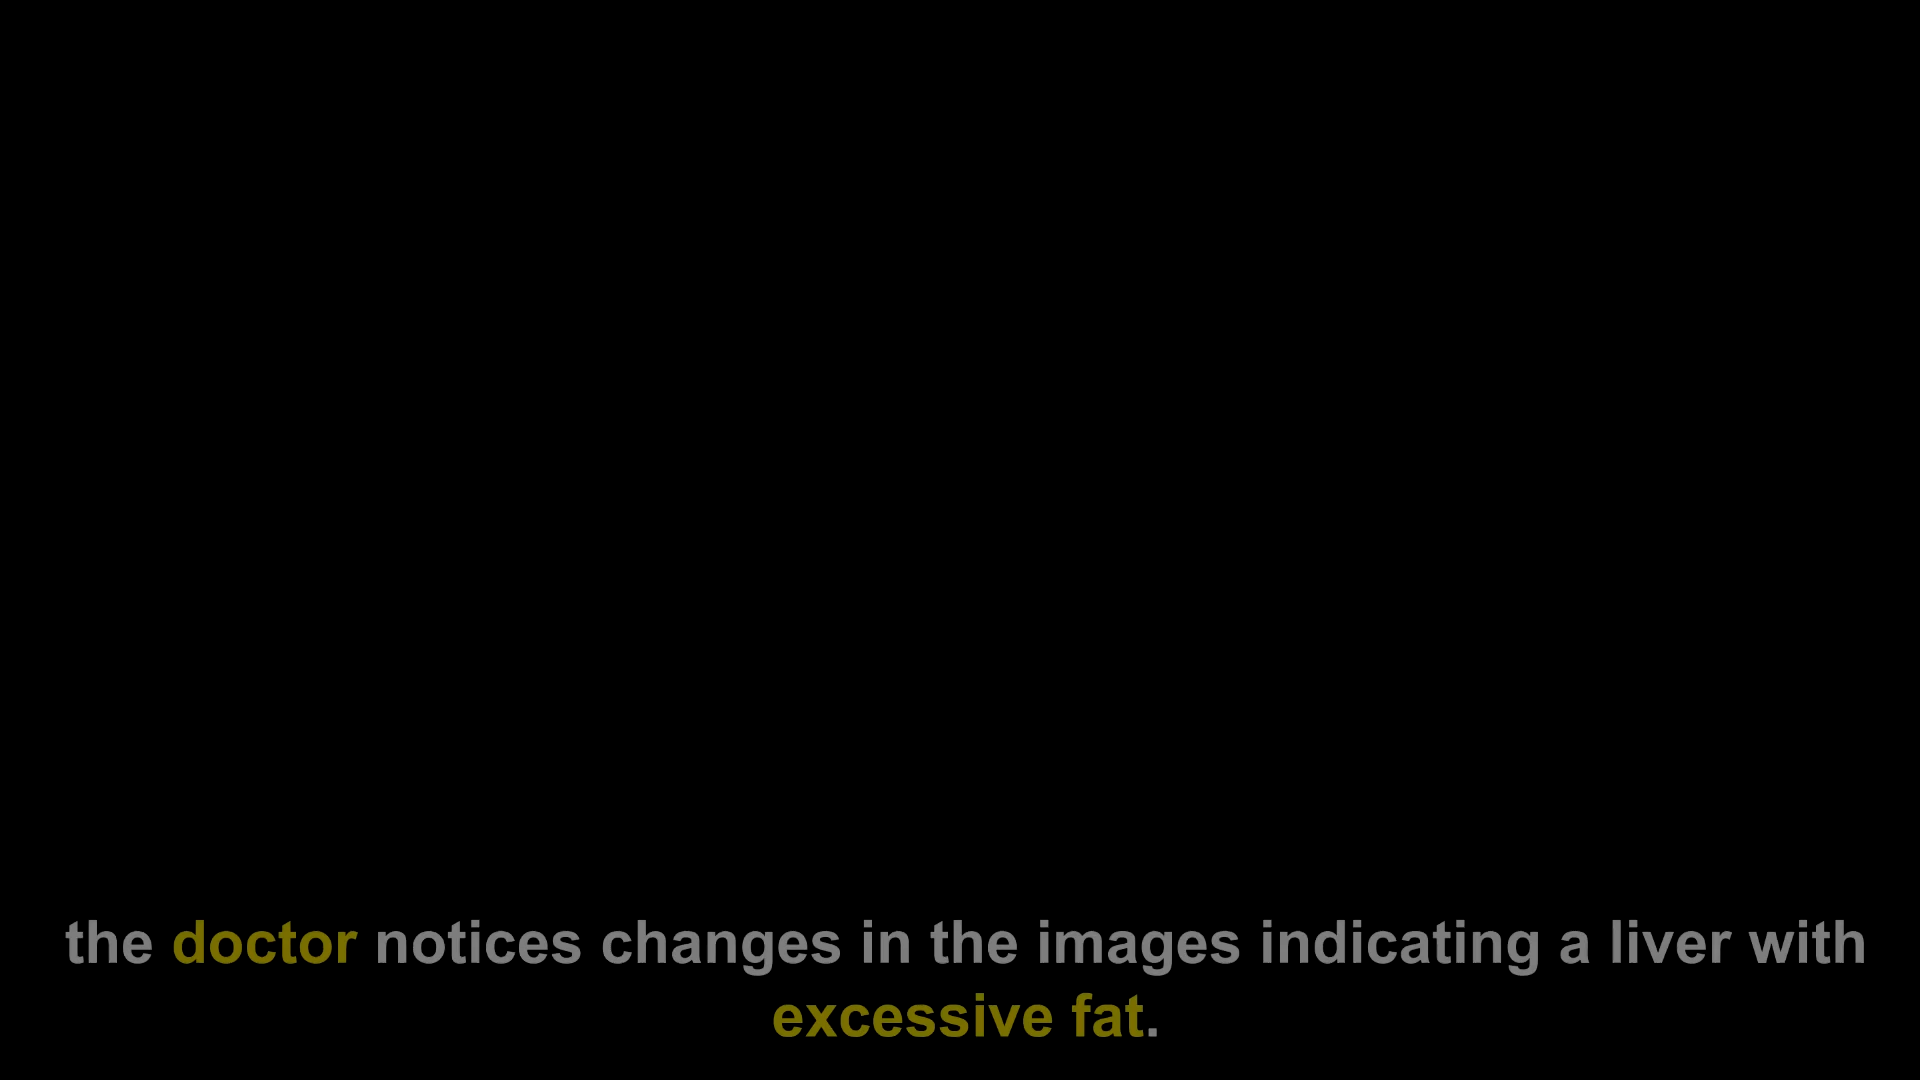 the doctor notices changes in the images indicating a liver with
excessive fat.